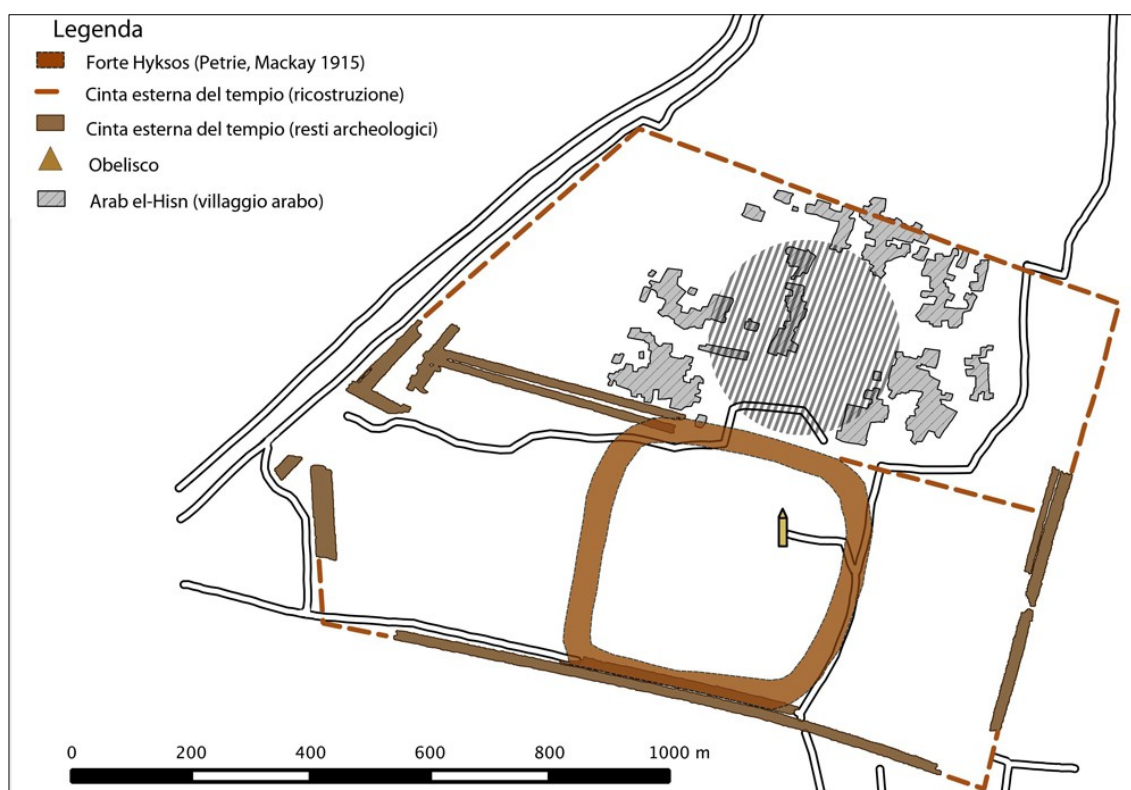 Legenda
Forte Hyksos (Petrie, Mackay 1915)
Cinta esterna del tempio (ricostruzione)
Cinta esterna del tempio (resti archeologici)
Obelisco
Arab el-Hisn (villaggio arabo)
0 200 400 600 800 1000 m